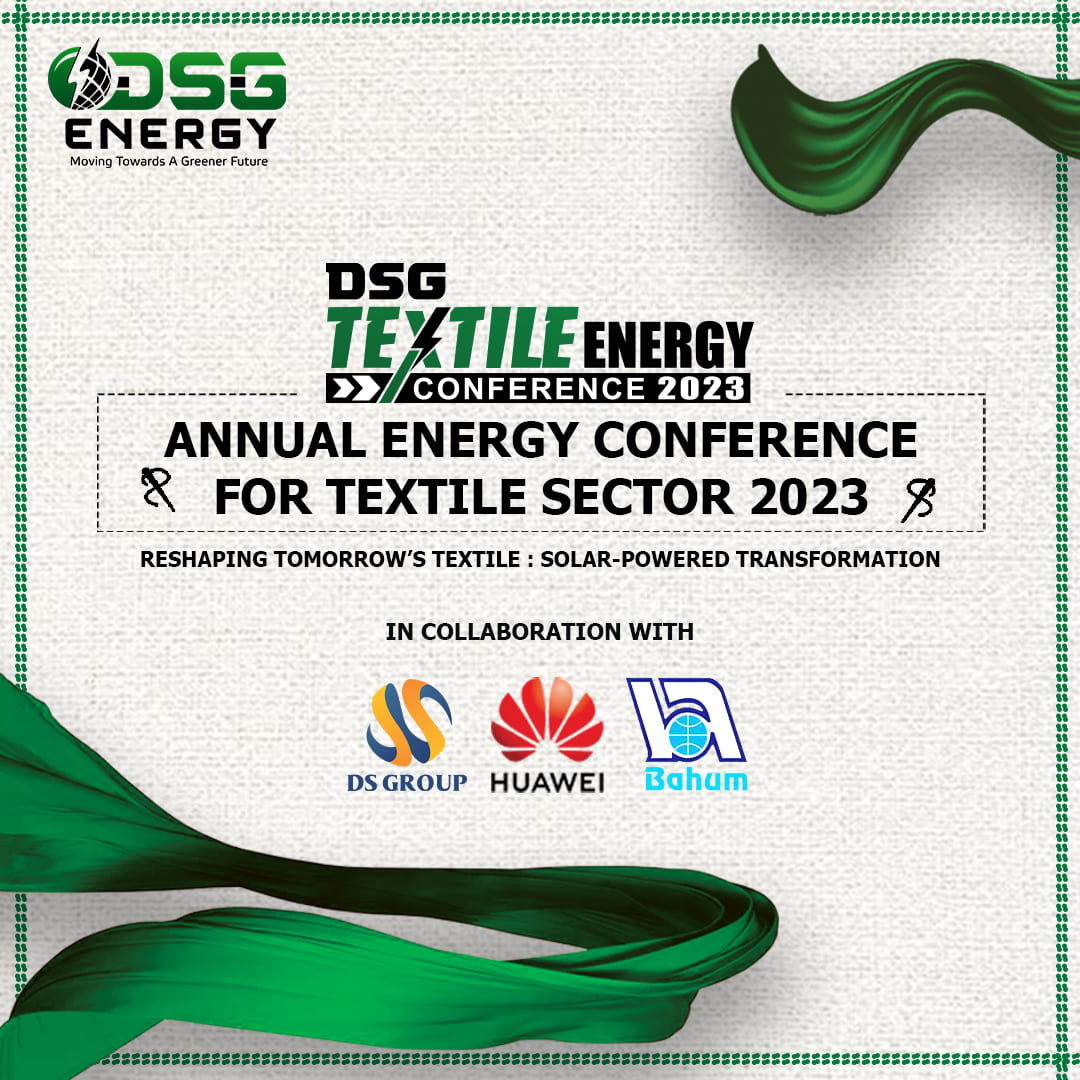 DSG
ENERGY
Moving Towards A Greener Future
DSG
TEXTILE ENERGY
CONFERENCE 2023
ANNUAL ENERGY CONFERENCE
FOR TEXTILE SECTOR 2023
RESHAPING TOMORROW’S TEXTILE : SOLAR-POWERED TRANSFORMATION
IN COLLABORATION WITH
DS GROUP HUAWEI Bahum